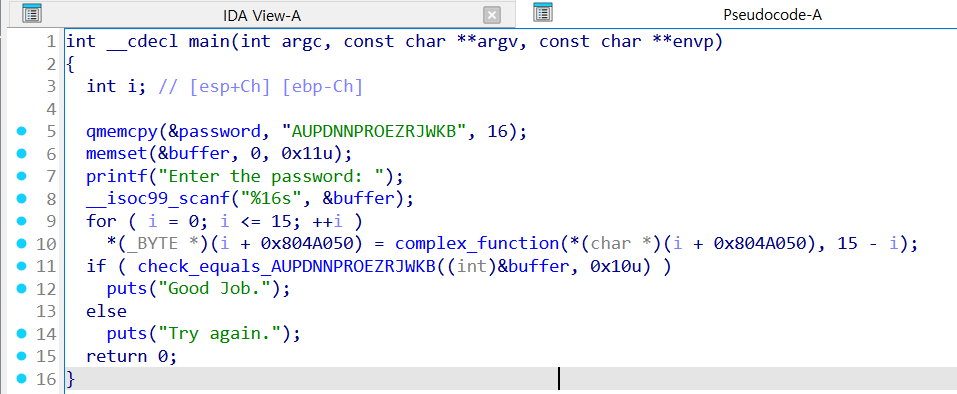 IDA View-A Pseudocode-A
1 int __cdecl main(int argc, const char **argv, const char **envp)
2 {
3 int i; // [esp+Ch] [ebp-Ch]
4
5 qmemcpy(&password, "AUPDNNPROEZRJWKB", 16);
6 memset(&buffer, 0, 0x11u);
7 printf("Enter the password: ");
8 __isoc99_scanf("%16s", &buffer);
9 for ( i = 0; i <= 15; ++i )
10 *(_BYTE *)(i + 0x804A050) = complex_function(*(char *)(i + 0x804A050), 15 - i);
11 if ( check_equals_AUPDNNPROEZRJWKB((int)&buffer, 0x10u) )
12 puts("Good Job.");
13 else
14 puts("Try again.");
15 return 0;
16 }